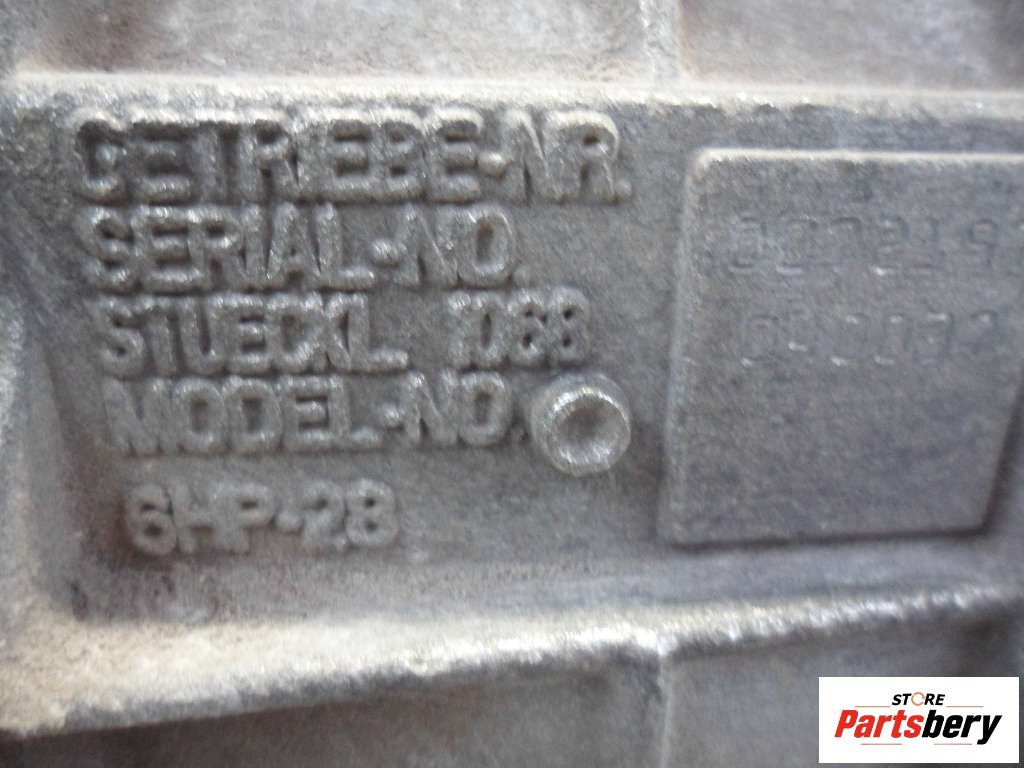 GETRIEBE-NR.
SERIAL-NO.
STUECKL. 1068
MODEL-NO.
6HP-28
STORE
Partsbery